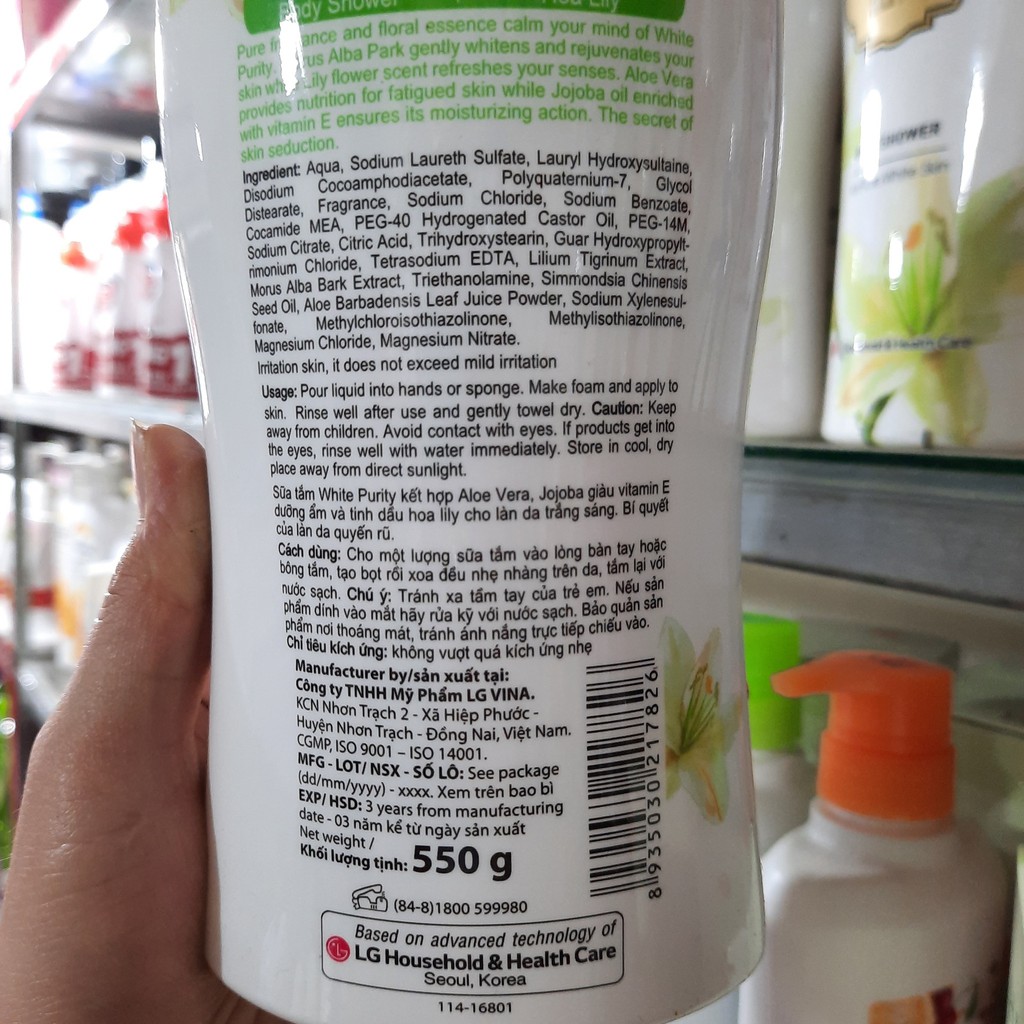 Body Shower
Pure fragrance and floral essence calm your mind of White
Purity. Morus Alba Park gently whitens and rejuvenates your
skin while Lily flower scent refreshes your senses. Aloe Vera
provides nutrition for fatigued skin while Jojoba oil enriched
with vitamin E ensures its moisturizing action. The secret of
skin seduction.
Ingredient: Aqua, Sodium Laureth Sulfate, Lauryl Hydroxysultaine,
Disodium Cocoamphodiacetate, Polyquaternium-7, Glycol
Distearate, Fragrance, Sodium Chloride, Sodium Benzoate,
Cocamide MEA, PEG-40 Hydrogenated Castor Oil, PEG-14M,
Sodium Citrate, Citric Acid, Trihydroxystearin, Guar Hydroxypropylt-
rimonium Chloride, Tetrasodium EDTA, Lilium Tigrinum Extract,
Morus Alba Bark Extract, Triethanolamine, Simmondsia Chinensis
Seed Oil, Aloe Barbadensis Leaf Juice Powder, Sodium Xylenesul-
fonate, Methylchloroisothiazolinone, Methylisothiazolinone,
Magnesium Chloride, Magnesium Nitrate.
Irritation skin, it does not exceed mild irritation
Usage: Pour liquid into hands or sponge. Make foam and apply to
skin. Rinse well after use and gently towel dry. Caution: Keep
away from children. Avoid contact with eyes. If products get into
the eyes, rinse well with water immediately. Store in cool, dry
place away from direct sunlight.
Sữa tắm White Purity kết hợp Aloe Vera, Jojoba giàu vitamin E
dưỡng ẩm và tinh dầu hoa lily cho làn da trắng sáng. Bí quyết
của làn da quyến rũ.
Cách dùng: Cho một lượng sữa tắm vào lòng bàn tay hoặc
bông tắm, tạo bọt rồi xoa đều nhẹ nhàng trên da, tắm lại với
nước sạch. Chú ý: Tránh xa tầm tay của trẻ em. Nếu sản
phẩm dính vào mắt hãy rửa kỹ với nước sạch. Bảo quản sản
phẩm nơi thoáng mát, tránh ánh nắng trực tiếp chiếu vào.
Chỉ tiêu kích ứng: không vượt quá kích ứng nhẹ
Manufacturer by/sản xuất tại:
Công ty TNHH Mỹ Phẩm LG VINA.
KCN Nhơn Trạch 2 - Xã Hiệp Phước -
Huyện Nhơn Trạch - Đồng Nai, Việt Nam.
CGMP, ISO 9001 – ISO 14001.
MFG - LOT/ NSX - SỐ LÔ: See package
(dd/mm/yyyy) - xxxx. Xem trên bao bì
EXP/ HSD: 3 years from manufacturing
date - 03 năm kể từ ngày sản xuất
Net weight /
Khối lượng tịnh: 550 g
8 935030 217826
(84-8)1800 599980
Based on advanced technology of
LG Household & Health Care
Seoul, Korea
114-16801